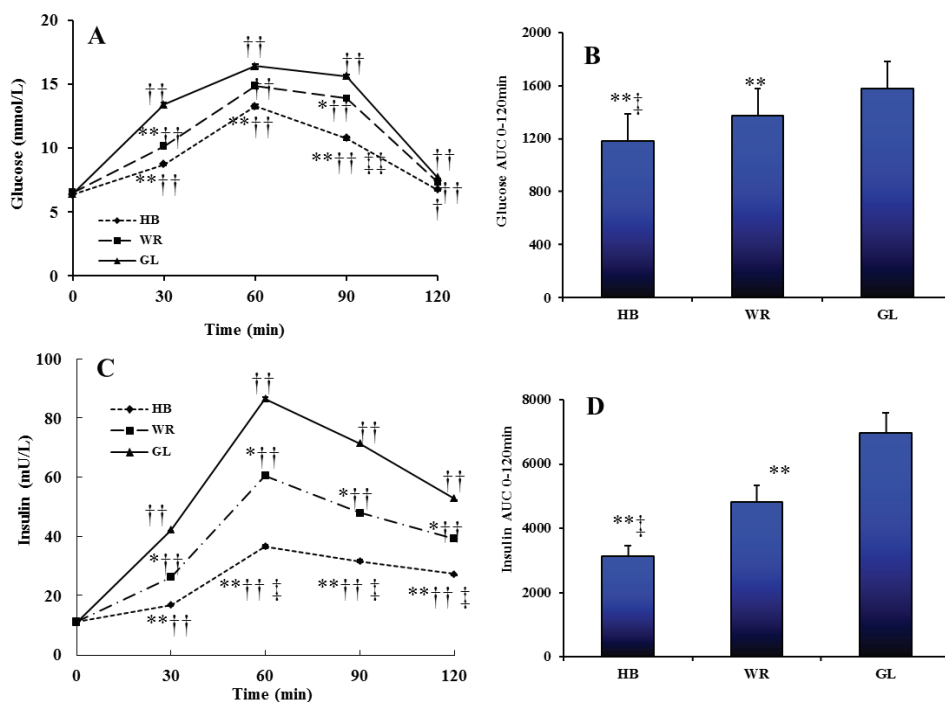 A
Glucose (mmol/L)
20
15
10
5
0
††
††
††
††
††
*††
**††
**††
**††
**††
‡‡
††
††
†
HB
WR
GL
0 30 60 90 120
Time (min)
B
Glucose AUC 0-120min
1600
1200
800
400
0
**‡
‡
**
HB WR GL
C
Insulin (mU/L)
100
80
60
40
20
0
HB
WR
GL
††
††
††
††
*††
*††
*††
*††
**††
**†† ‡
**†† ‡
**†† ‡
0 30 60 90 120
Time (min)
D
Insulin AUC 0-120min
8000
6000
4000
2000
0
**‡
‡
**
HB WR GL